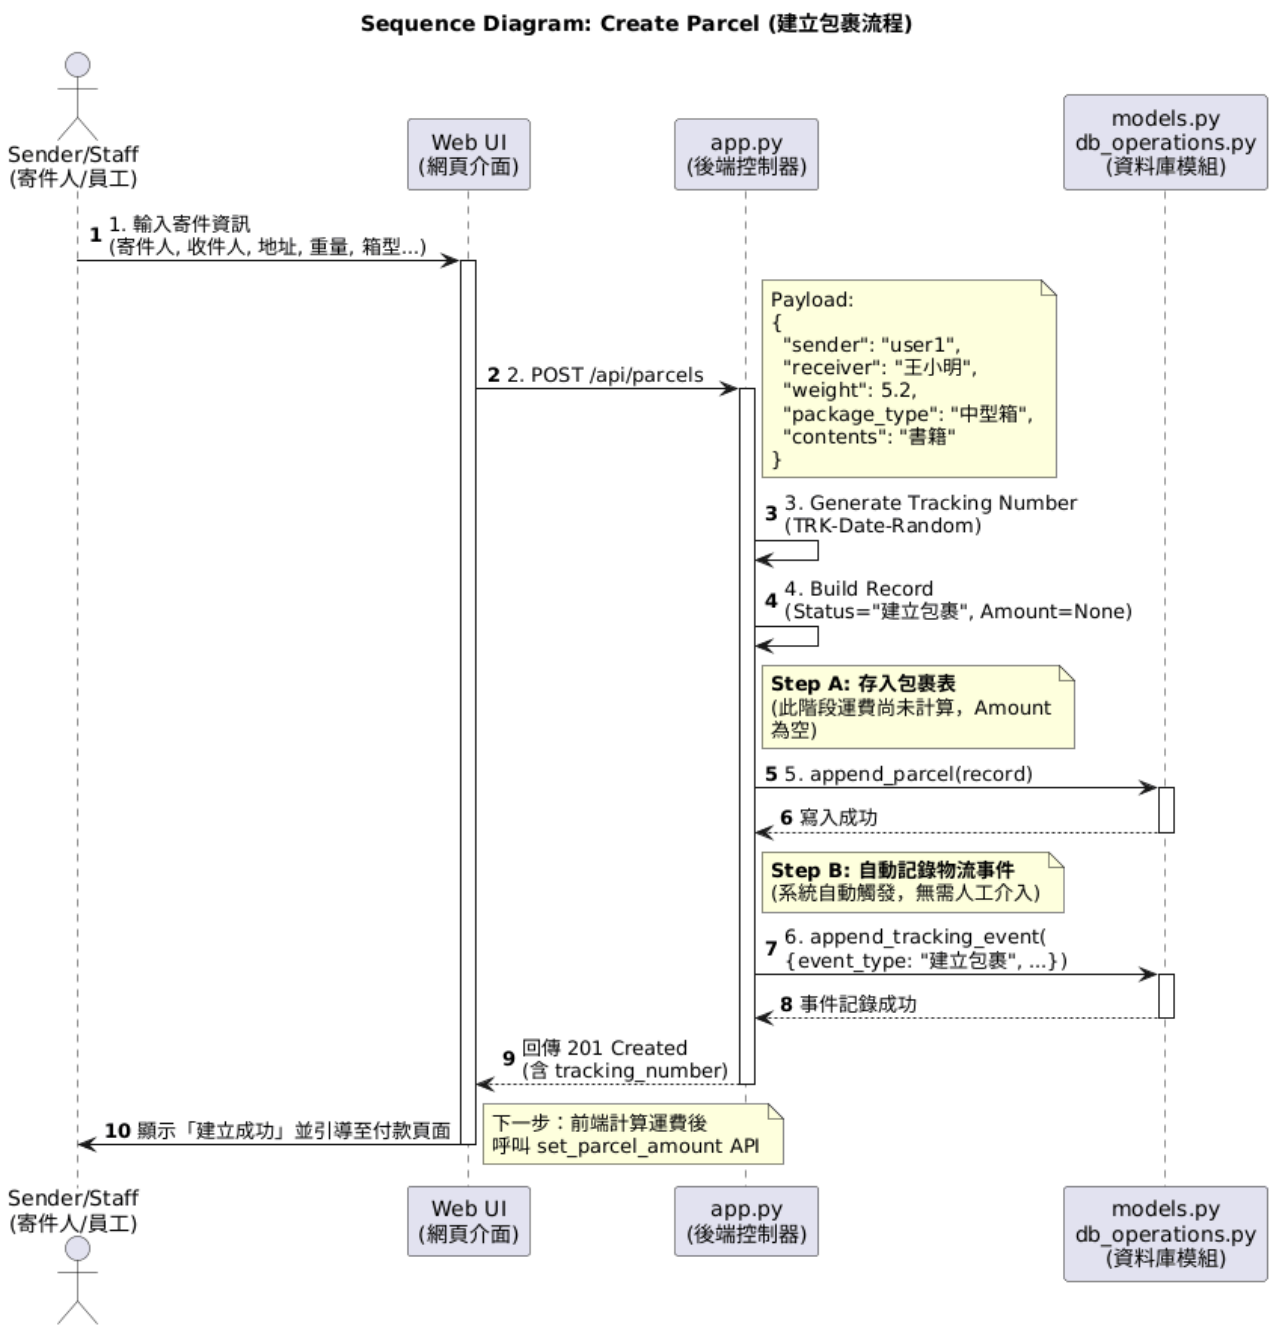 Sequence Diagram: Create Parcel (建立包裹流程)
Sender/Staff
(寄件人/員工)
Web UI
(網頁介面)
app.py
(後端控制器)
models.py
db_operations.py
(資料庫模組)
1 1. 輸入寄件資訊
(寄件人, 收件人, 地址, 重量, 箱型...)
Payload:
{
"sender": "user1",
"receiver": "王小明",
"weight": 5.2,
"package_type": "中型箱",
"contents": "書籍"
}
2 2. POST /api/parcels
3 3. Generate Tracking Number
(TRK-Date-Random)
4 4. Build Record
(Status="建立包裹", Amount=None)
Step A: 存入包裹表
(此階段運費尚未計算，Amount
為空)
5 5. append_parcel(record)
6 寫入成功
Step B: 自動記錄物流事件
(系統自動觸發，無需人工介入)
7 6. append_tracking_event(
{event_type: "建立包裹", ...})
8 事件記錄成功
9 回傳 201 Created
(含 tracking_number)
10 顯示「建立成功」並引導至付款頁面
下一步：前端計算運費後
呼叫 set_parcel_amount API
Sender/Staff
(寄件人/員工)
Web UI
(網頁介面)
app.py
(後端控制器)
models.py
db_operations.py
(資料庫模組)